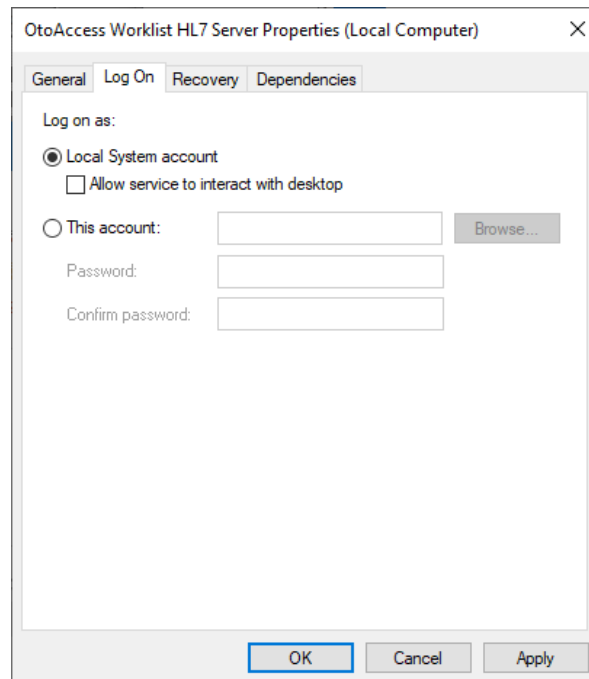 OtoAccess Worklist HL7 Server Properties (Local Computer)
General Log On Recovery Dependencies
Log on as:
Local System account
Allow service to interact with desktop
This account:
Browse...
Password:
Confirm password:
OK Cancel Apply